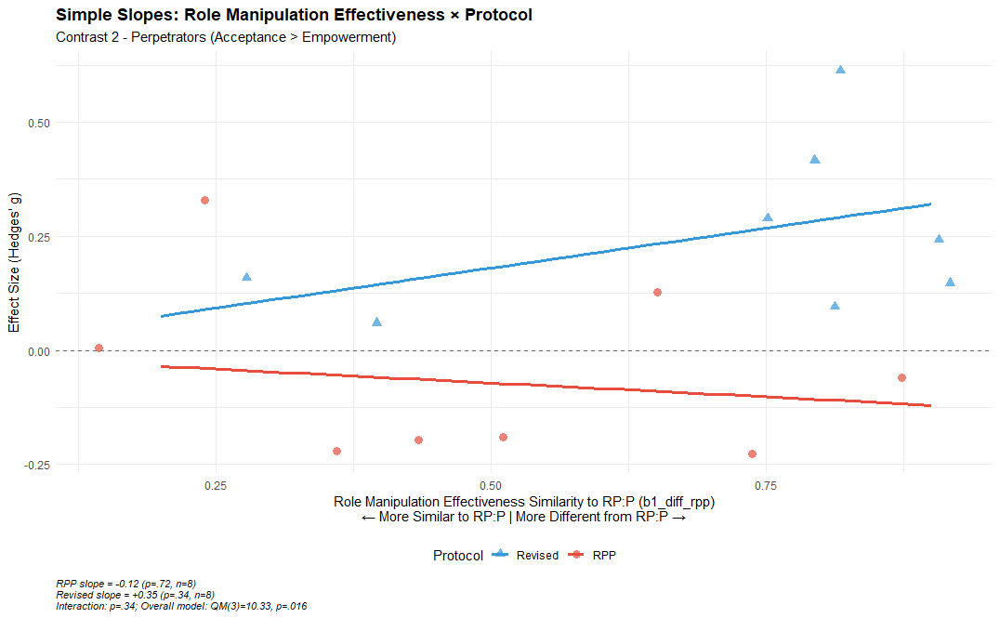 Simple Slopes: Role Manipulation Effectiveness × Protocol
Contrast 2 - Perpetrators (Acceptance > Empowerment)
Effect Size (Hedges' g)
0.50
0.25
0.00
-0.25
0.25 0.50 0.75
Role Manipulation Effectiveness Similarity to RP:P (b1_diff_rpp)
← More Similar to RP:P | More Different from RP:P →
Protocol Revised RPP
RPP slope = -0.12 (p=.72, n=8)
Revised slope = +0.35 (p=.34, n=8)
Interaction: p=.34; Overall model: QM(3)=10.33, p=.016